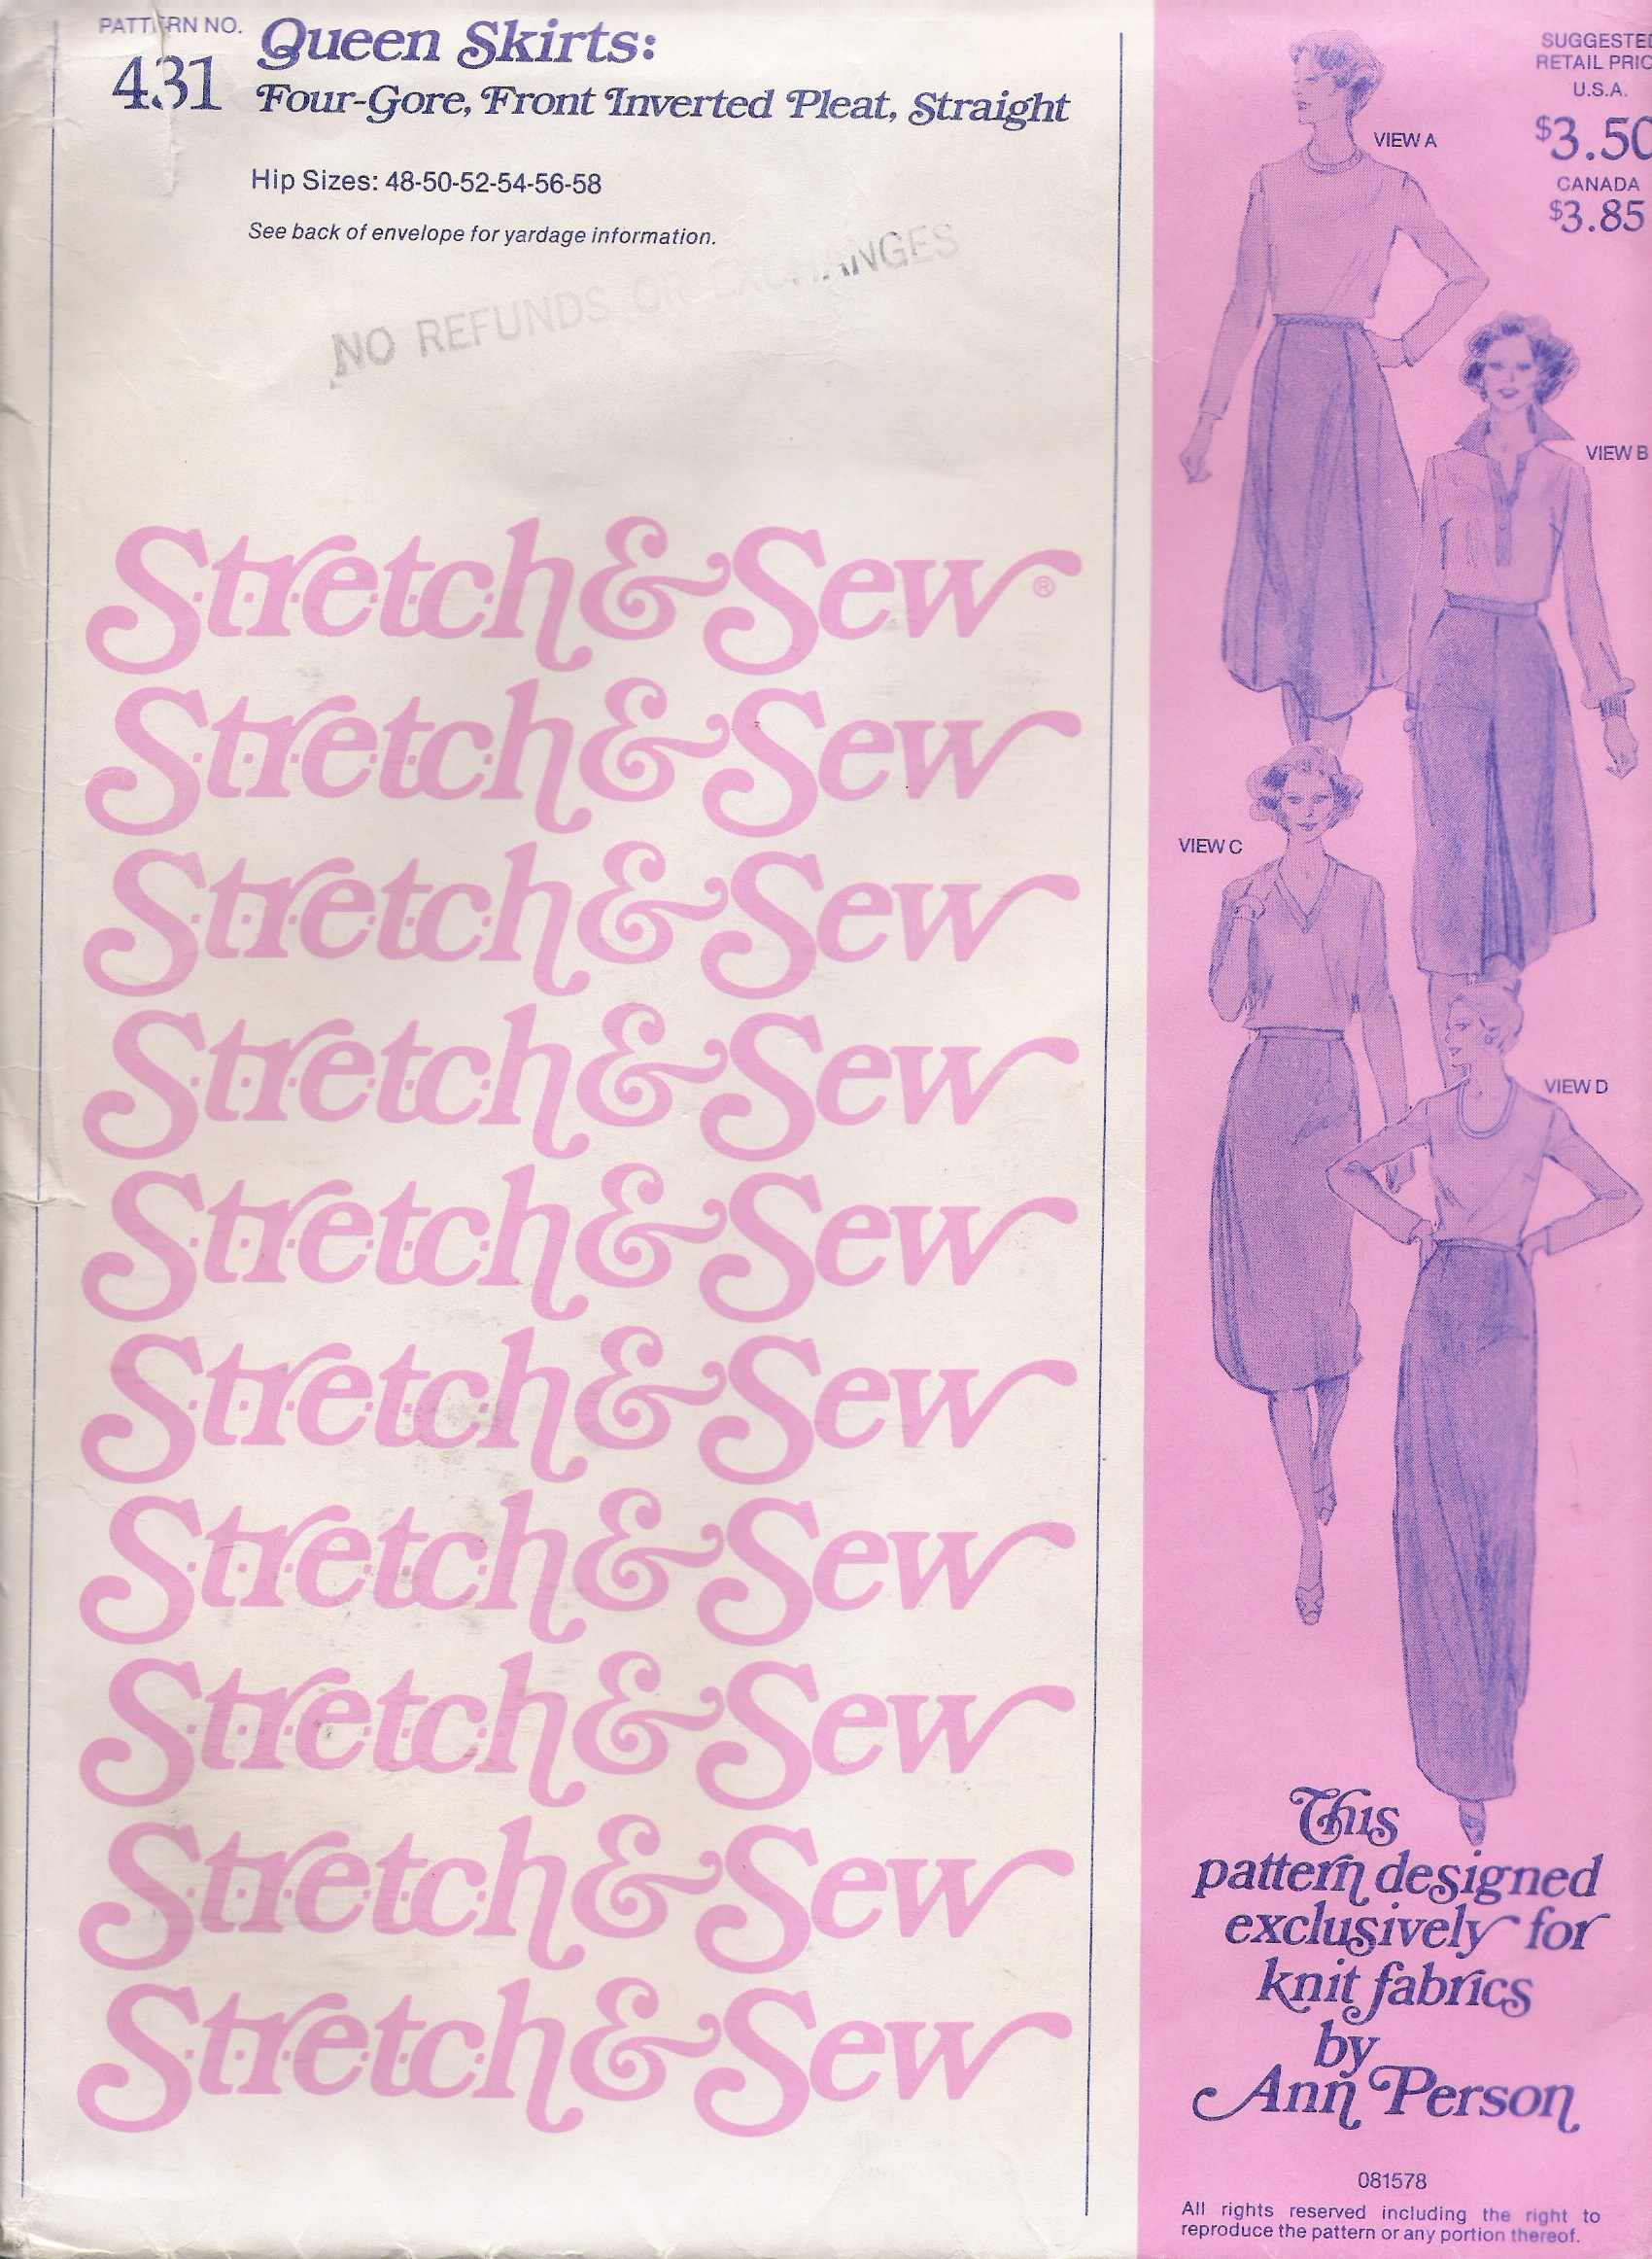 PATTERN NO.
431
Queen Skirts:
Four-Gore, Front Inverted Pleat, Straight
Hip Sizes: 48-50-52-54-56-58
See back of envelope for yardage information.
NO REFUNDS OR EXCHANGES
Stretch & Sew®
Stretch & Sew
Stretch & Sew
Stretch & Sew
Stretch & Sew
Stretch & Sew
Stretch & Sew
Stretch & Sew
Stretch & Sew
Stretch & Sew
SUGGESTED
RETAIL PRIC
U.S.A.
$3.50
CANADA
$3.85
VIEW A
VIEW B
VIEW C
VIEW D
This
pattern designed
exclusively for
knit fabrics
by
Ann Person
081578
All rights reserved including the right to
reproduce the pattern or any portion thereof.